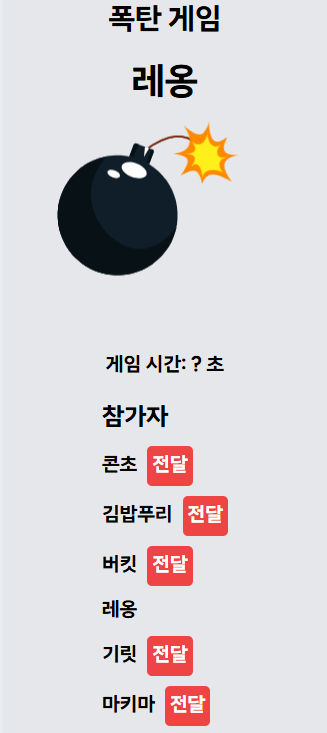 폭탄 게임
레옹
게임 시간: ? 초
참가자
콘초 전달
김밥푸리 전달
버킷 전달
레옹
기릿 전달
마키마 전달